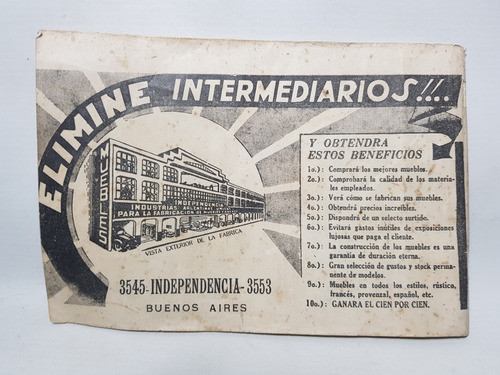 ELIMINE INTERMEDIARIOS!!....
MUEBLES
INDUSTRIAS INDEPENDENCIA
PARA LA FABRICACION DE MUEBLES
VISTA EXTERIOR DE LA FABRICA
3545-INDEPENDENCIA-3553
BUENOS AIRES
Y OBTENDRA
ESTOS BENEFICIOS
1o.): Comprará los mejores muebles.
2o.): Comprobará la calidad de los materia-
les empleados.
3o.): Verá cómo se fabrican sus muebles.
4o.): Obtendrá precios increíbles.
5o.): Dispondrá de un selecto surtido.
6o.): Evitará gastos inútiles de exposiciones
lujosas que paga el cliente.
7o.): La construcción de los muebles es una
garantía de duración eterna.
8o.): Gran selección de gustos y stock perma-
nente de modelos.
9o.): Muebles en todos los estilos, rústico,
francés, provenzal, español, etc.
10o.): GANARA EL CIEN POR CIEN.